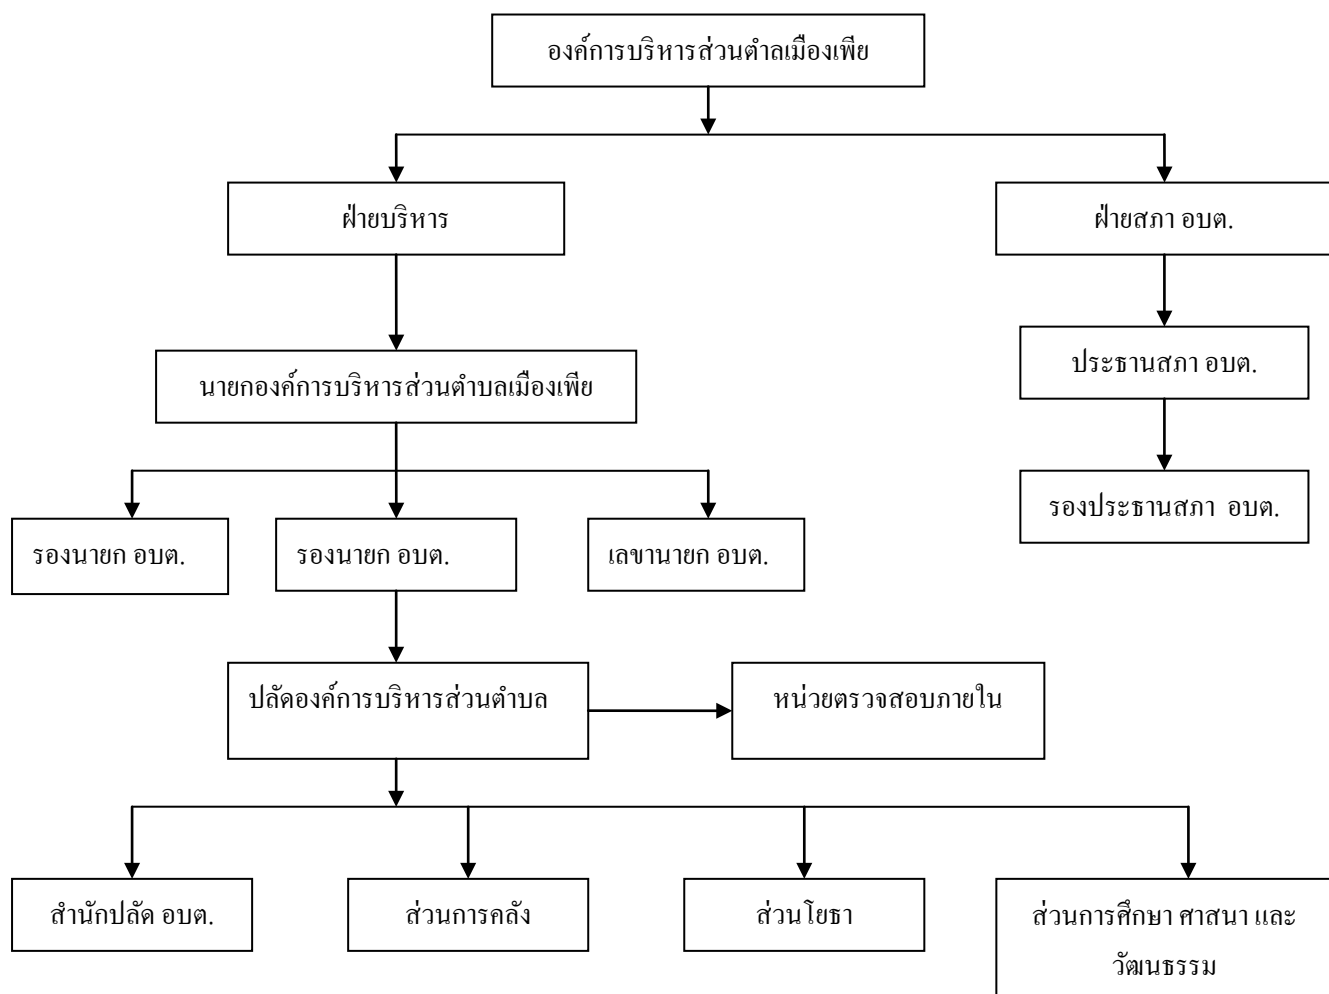 องค์การบริหารส่วนตำลเมืองเพีย
ฝ่ายบริหาร
ฝ่ายสภา อบต.
นายกองค์การบริหารส่วนตำบลเมืองเพีย
ประธานสภา อบต.
รองประธานสภา อบต.
รองนายก อบต.
รองนายก อบต.
เลขานายก อบต.
ปลัดองค์การบริหารส่วนตำบล
หน่วยตรวจสอบภายใน
สำนักปลัด อบต.
ส่วนการคลัง
ส่วนโยธา
ส่วนการศึกษา ศาสนา และ
วัฒนธรรม